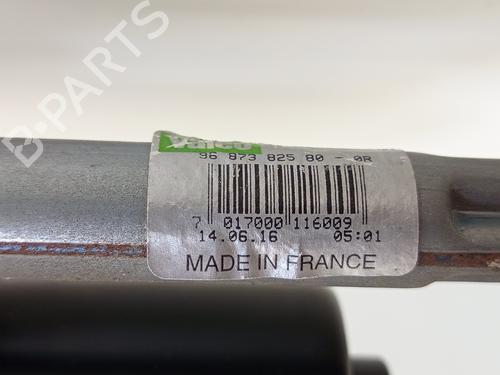 Valeo
96 873 825 80 - 0R
7 017000 116009
14.06.16 05:01
MADE IN FRANCE
B-PARTS